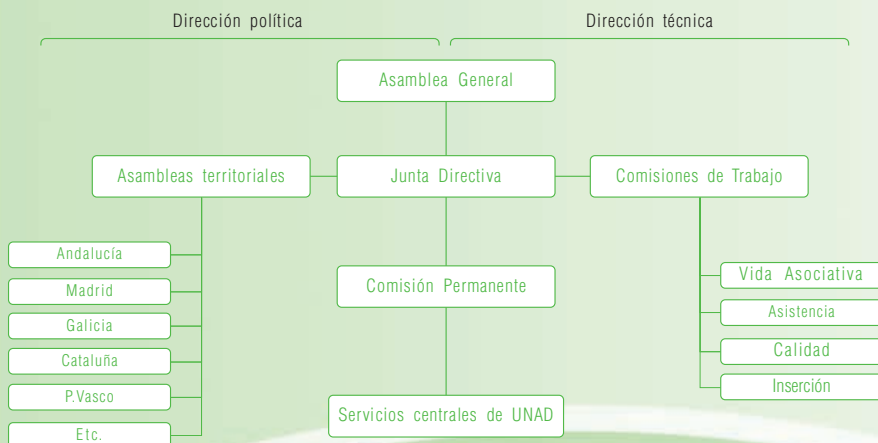 Dirección política
Dirección técnica
Asamblea General
Asambleas territoriales
Junta Directiva
Comisiones de Trabajo
Andalucía
Madrid
Galicia
Cataluña
P.Vasco
Etc.
Comisión Permanente
Servicios centrales de UNAD
Vida Asociativa
Asistencia
Calidad
Inserción